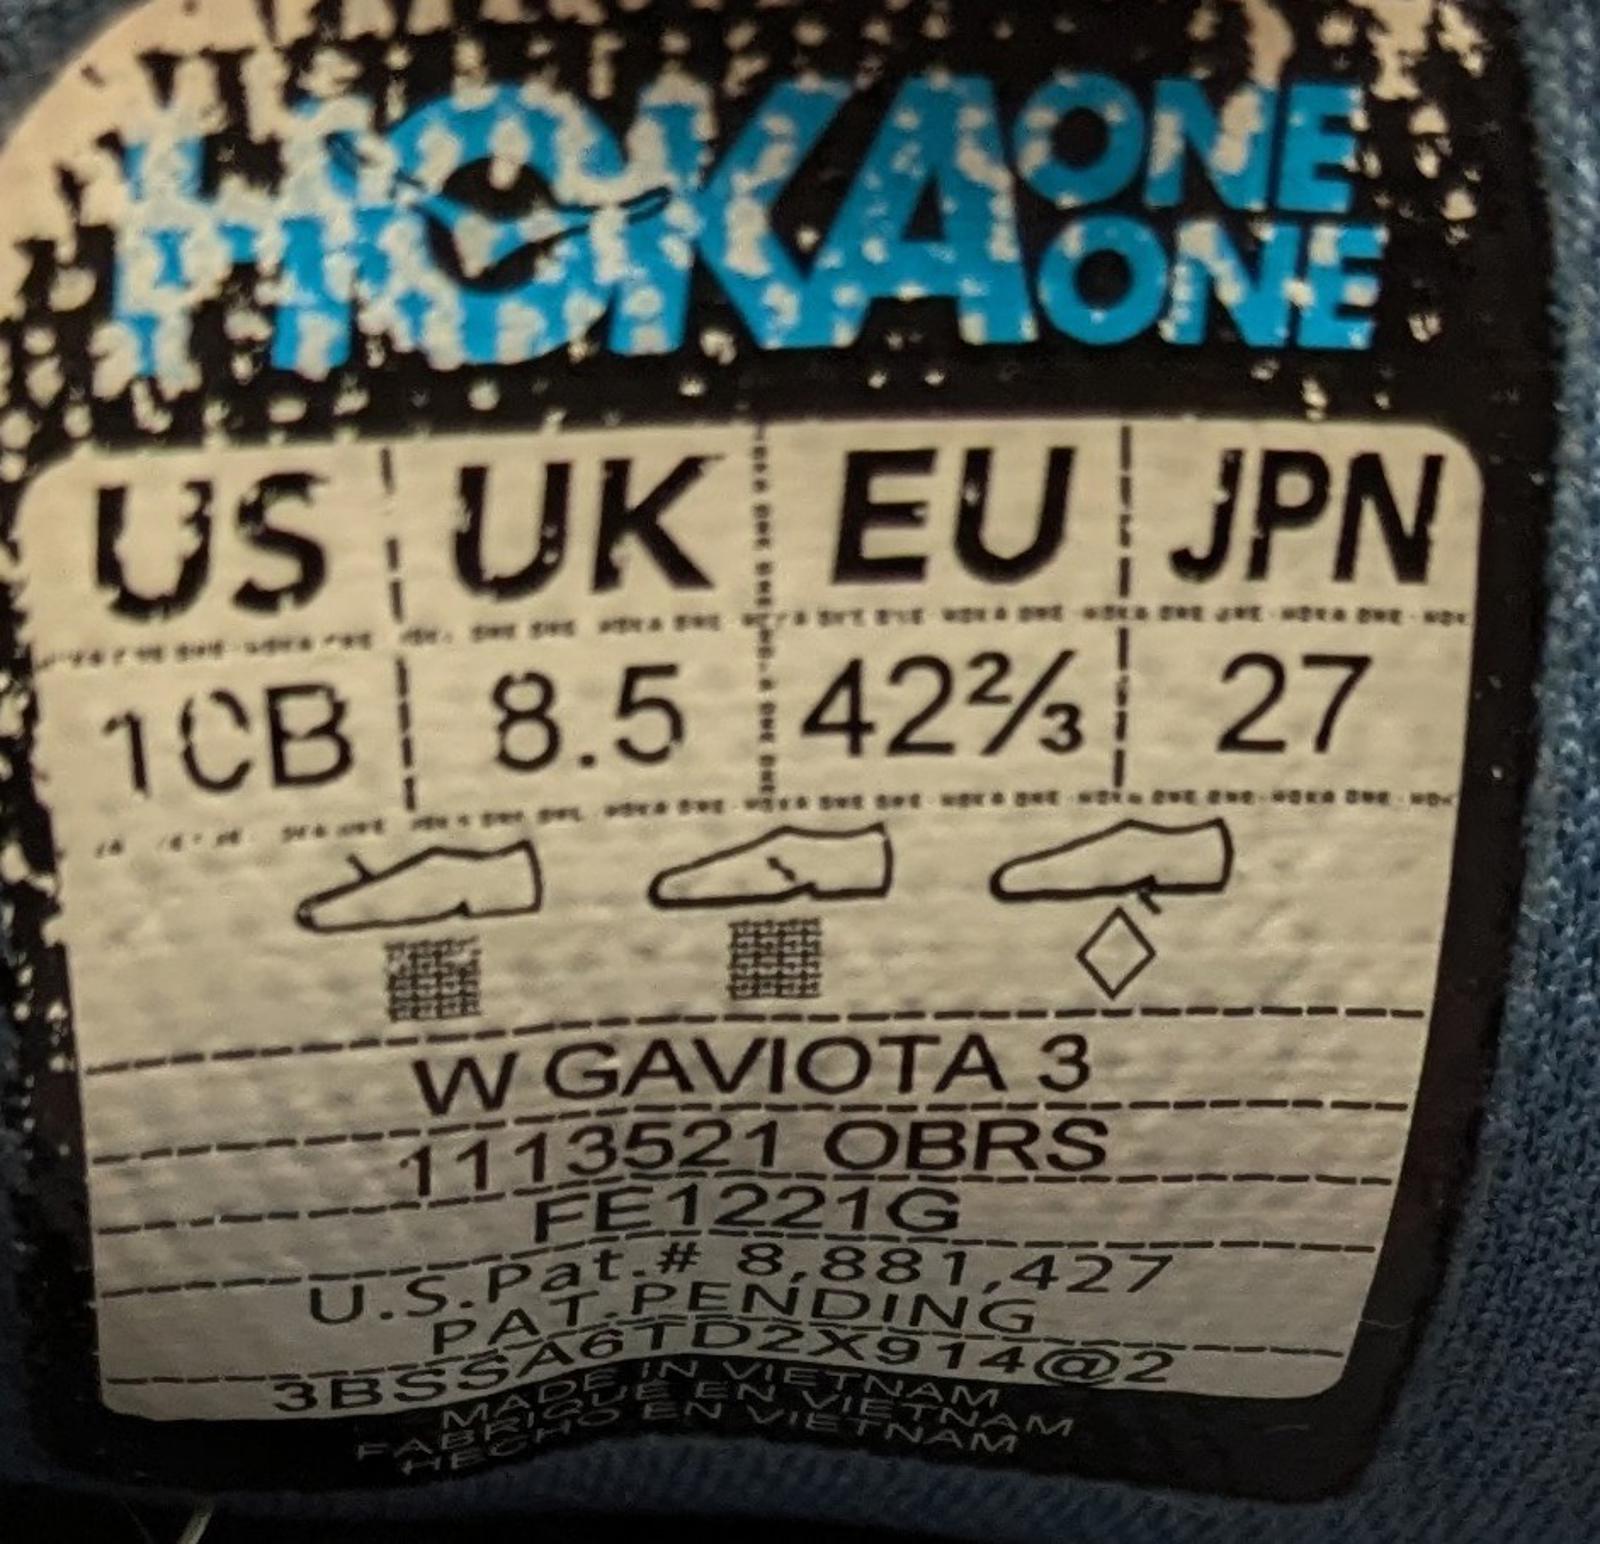 HOKA ONE ONE
US UK EU JPN
10B 8.5 42⅔ 27
W GAVIOTA 3
1113521 OBRS
FE1221G
U.S.Pat.# 8,881,427
PAT.PENDING
3BSSA6TD2X914@2
MADE IN VIETNAM
FABRIQUE EN VIETNAM
HECHO EN VIETNAM